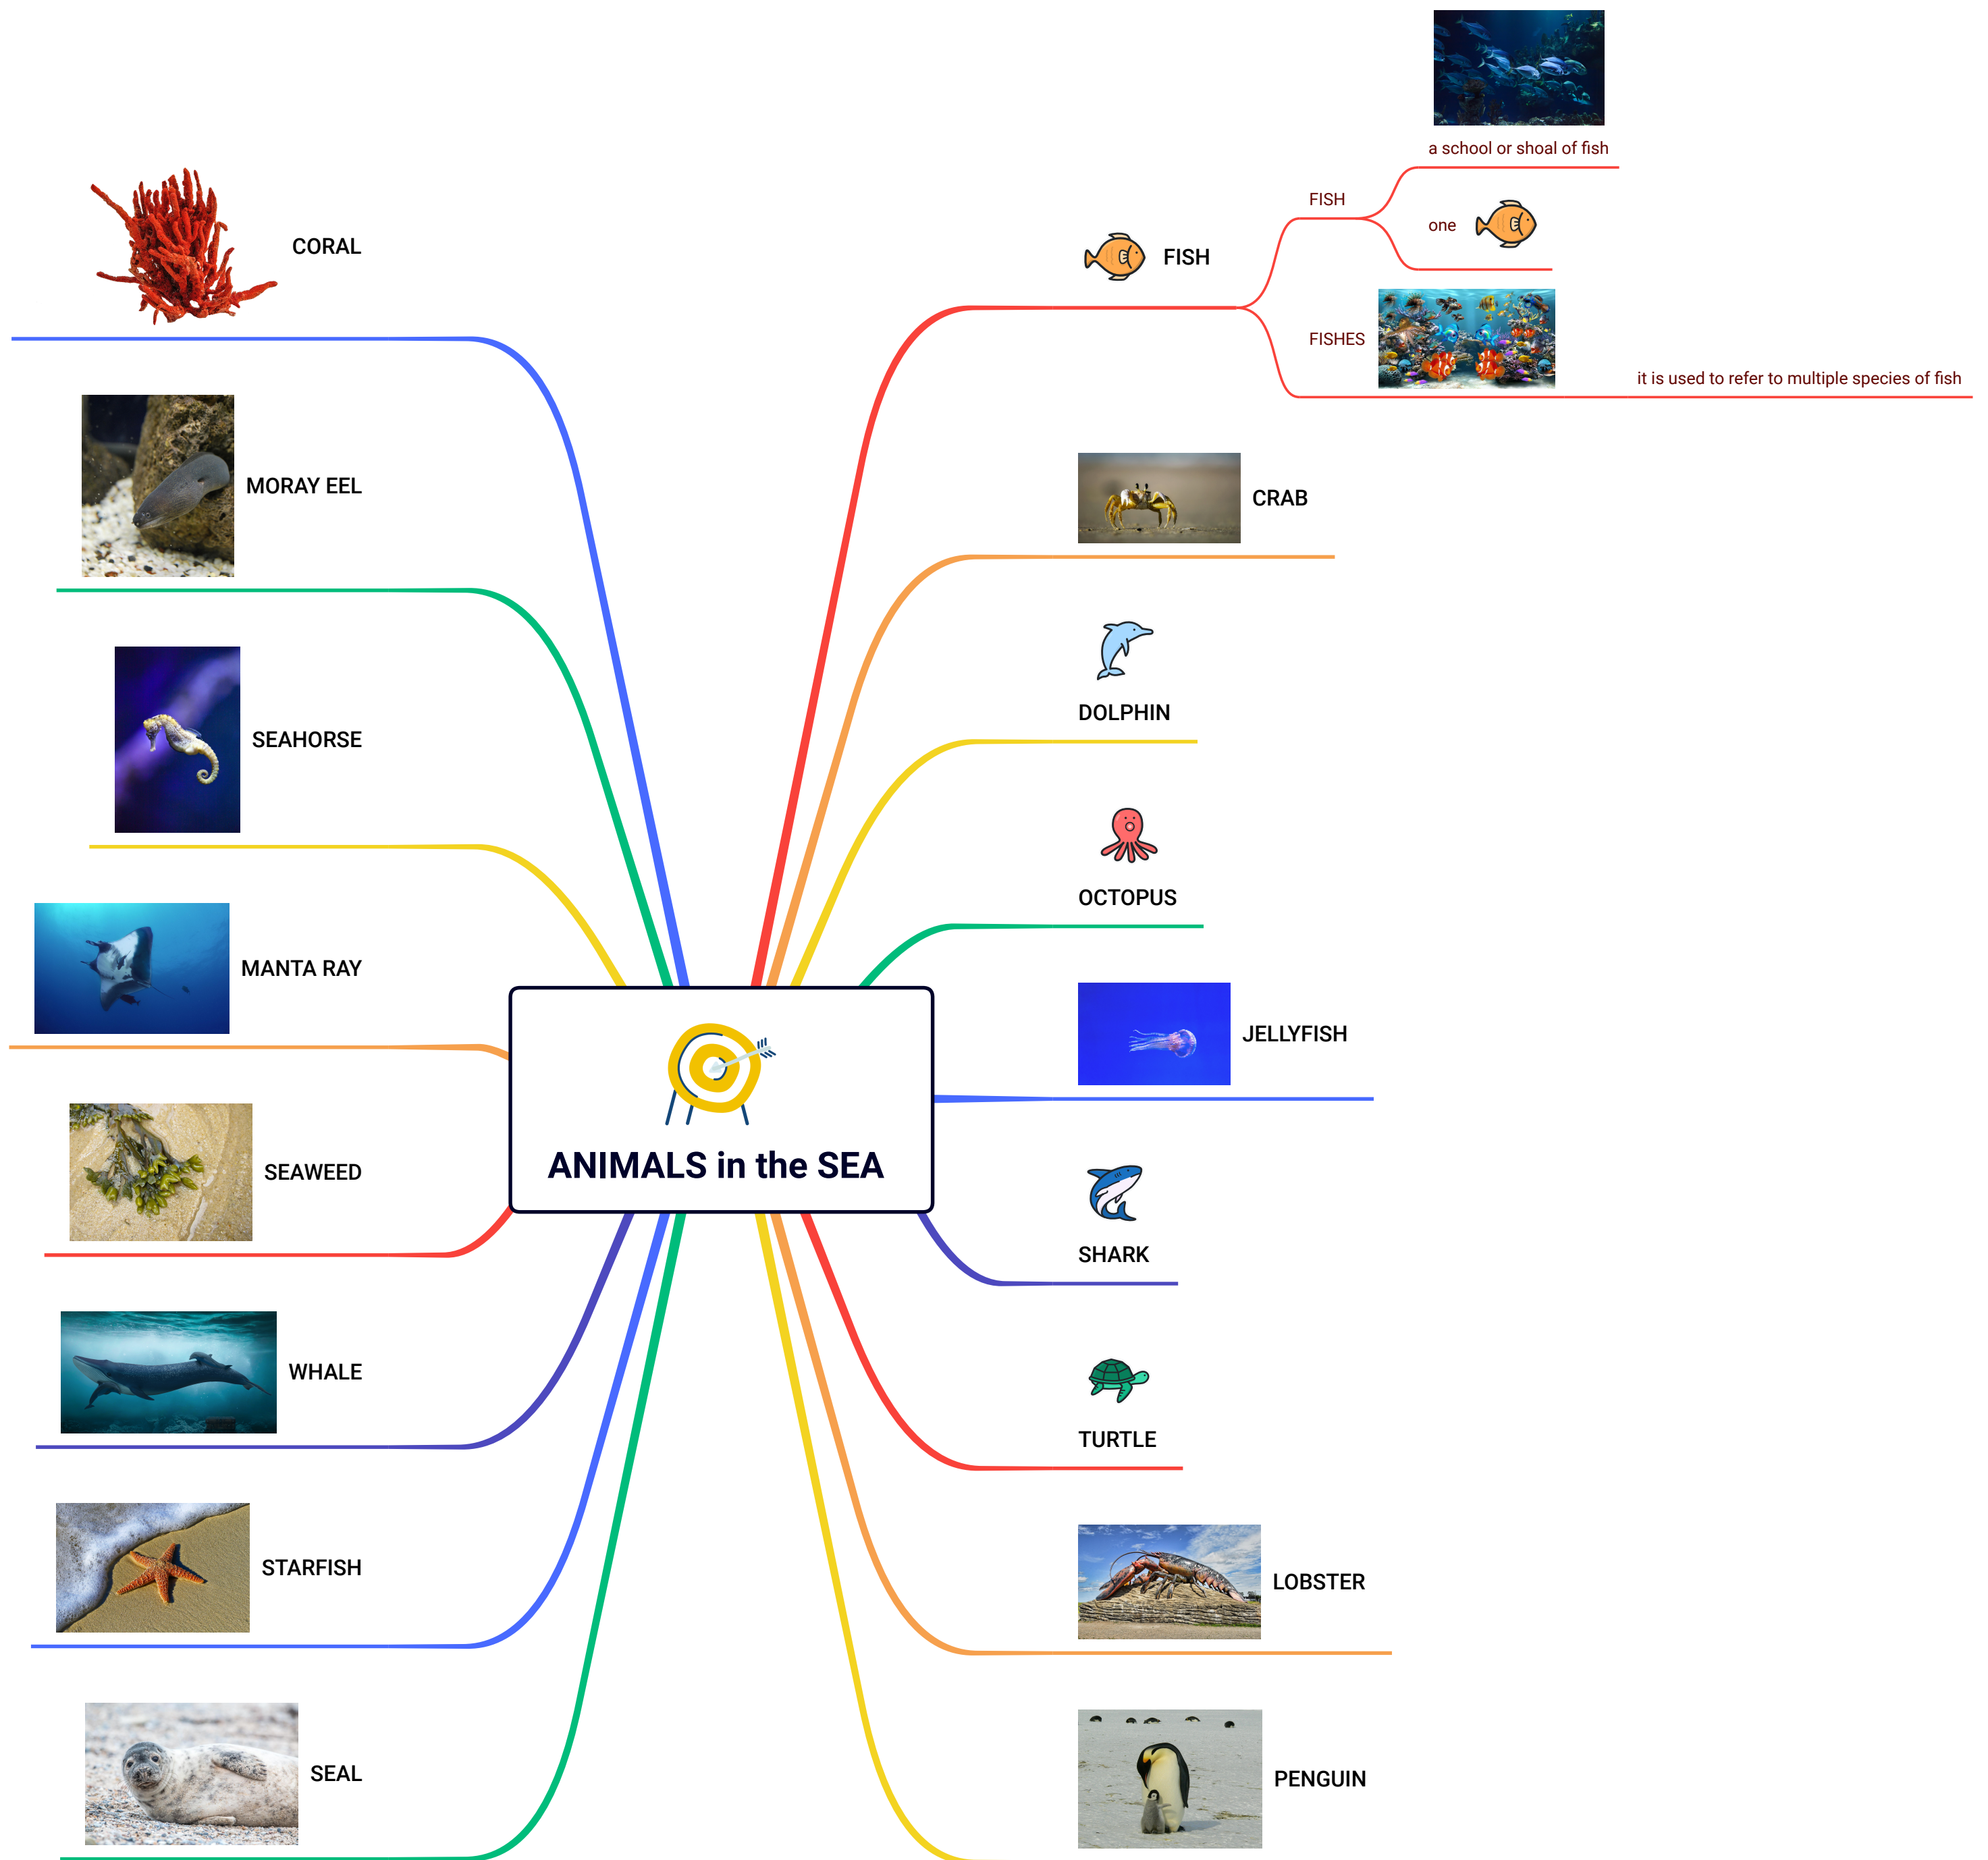 ANIMALS in the SEA
FISH
FISH
a school or shoal of fish
one
FISHES
it is used to refer to multiple species of fish
CRAB
DOLPHIN
OCTOPUS
JELLYFISH
SHARK
TURTLE
LOBSTER
PENGUIN
CORAL
MORAY EEL
SEAHORSE
MANTA RAY
SEAWEED
WHALE
STARFISH
SEAL